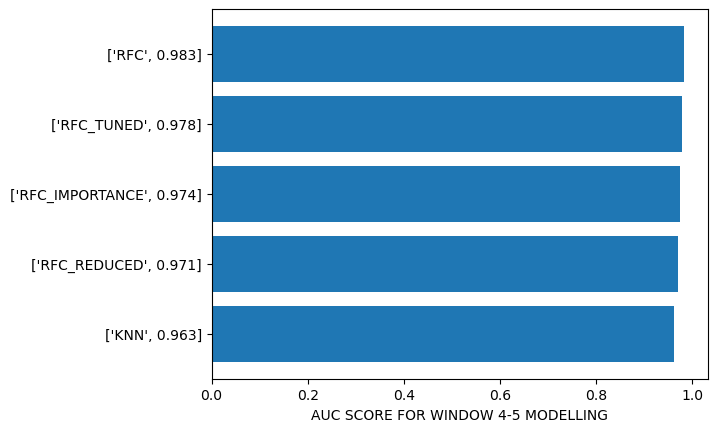 ['RFC', 0.983]
['RFC_TUNED', 0.978]
['RFC_IMPORTANCE', 0.974]
['RFC_REDUCED', 0.971]
['KNN', 0.963]
0.0 0.2 0.4 0.6 0.8 1.0
AUC SCORE FOR WINDOW 4-5 MODELLING